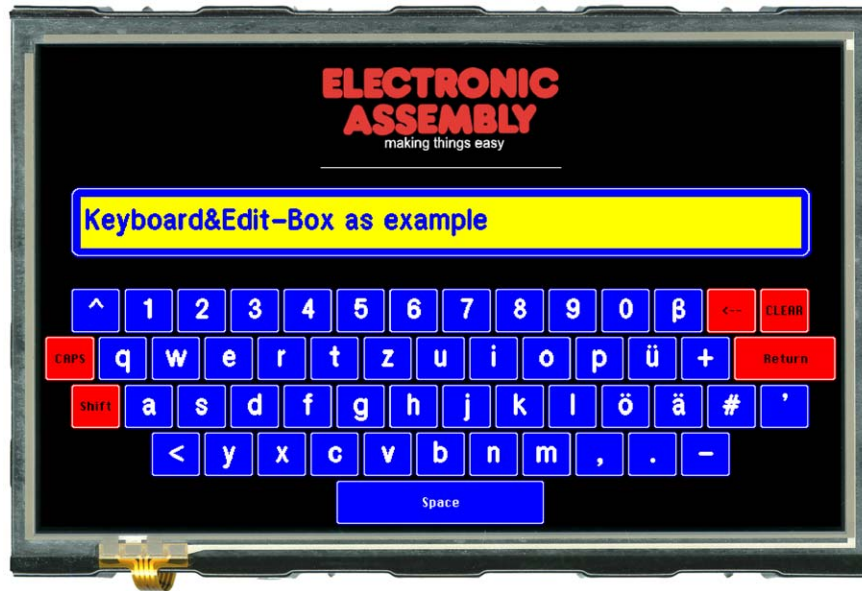 ELECTRONIC
ASSEMBLY
making things easy
Keyboard&Edit-Box as example
^ 1 2 3 4 5 6 7 8 9 0 β <-- CLEAR
CAPS q w e r t z u i o p ü + Return
Shift a s d f g h j k l ö ä # '
< y x c v b n m , . -
Space